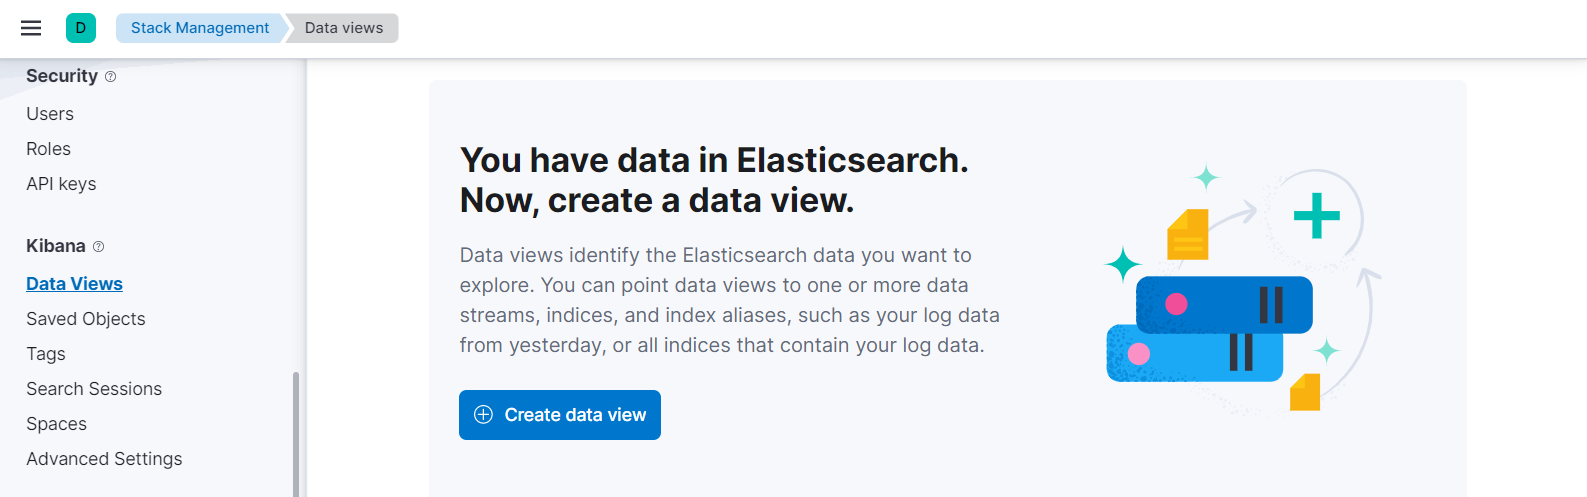 D
Stack Management
Data views
Security
Users
Roles
API keys
Kibana
Data Views
Saved Objects
Tags
Search Sessions
Spaces
Advanced Settings
You have data in Elasticsearch.
Now, create a data view.
Data views identify the Elasticsearch data you want to
explore. You can point data views to one or more data
streams, indices, and index aliases, such as your log data
from yesterday, or all indices that contain your log data.
Create data view